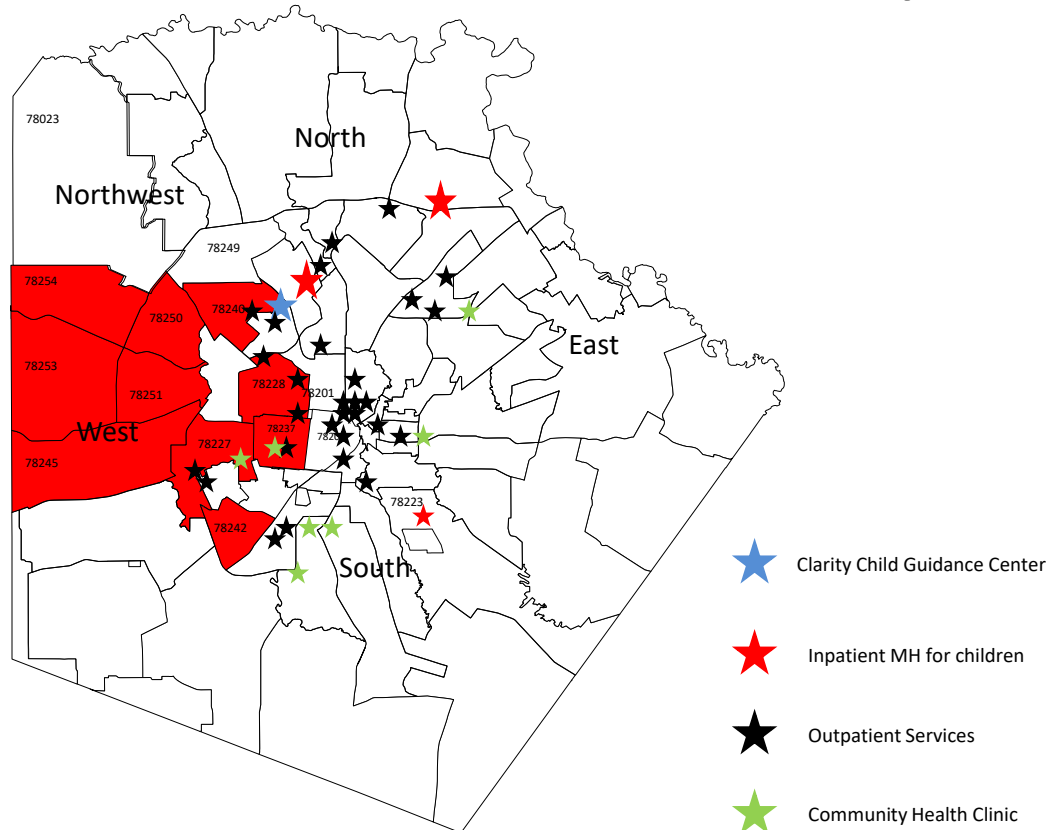 78023
North
Northwest
78249
78254
78250
78240
East
78253
78228
78251
78201
West
78237
78227
78245
78223
78242
South
Clarity Child Guidance Center
Inpatient MH for children
Outpatient Services
Community Health Clinic